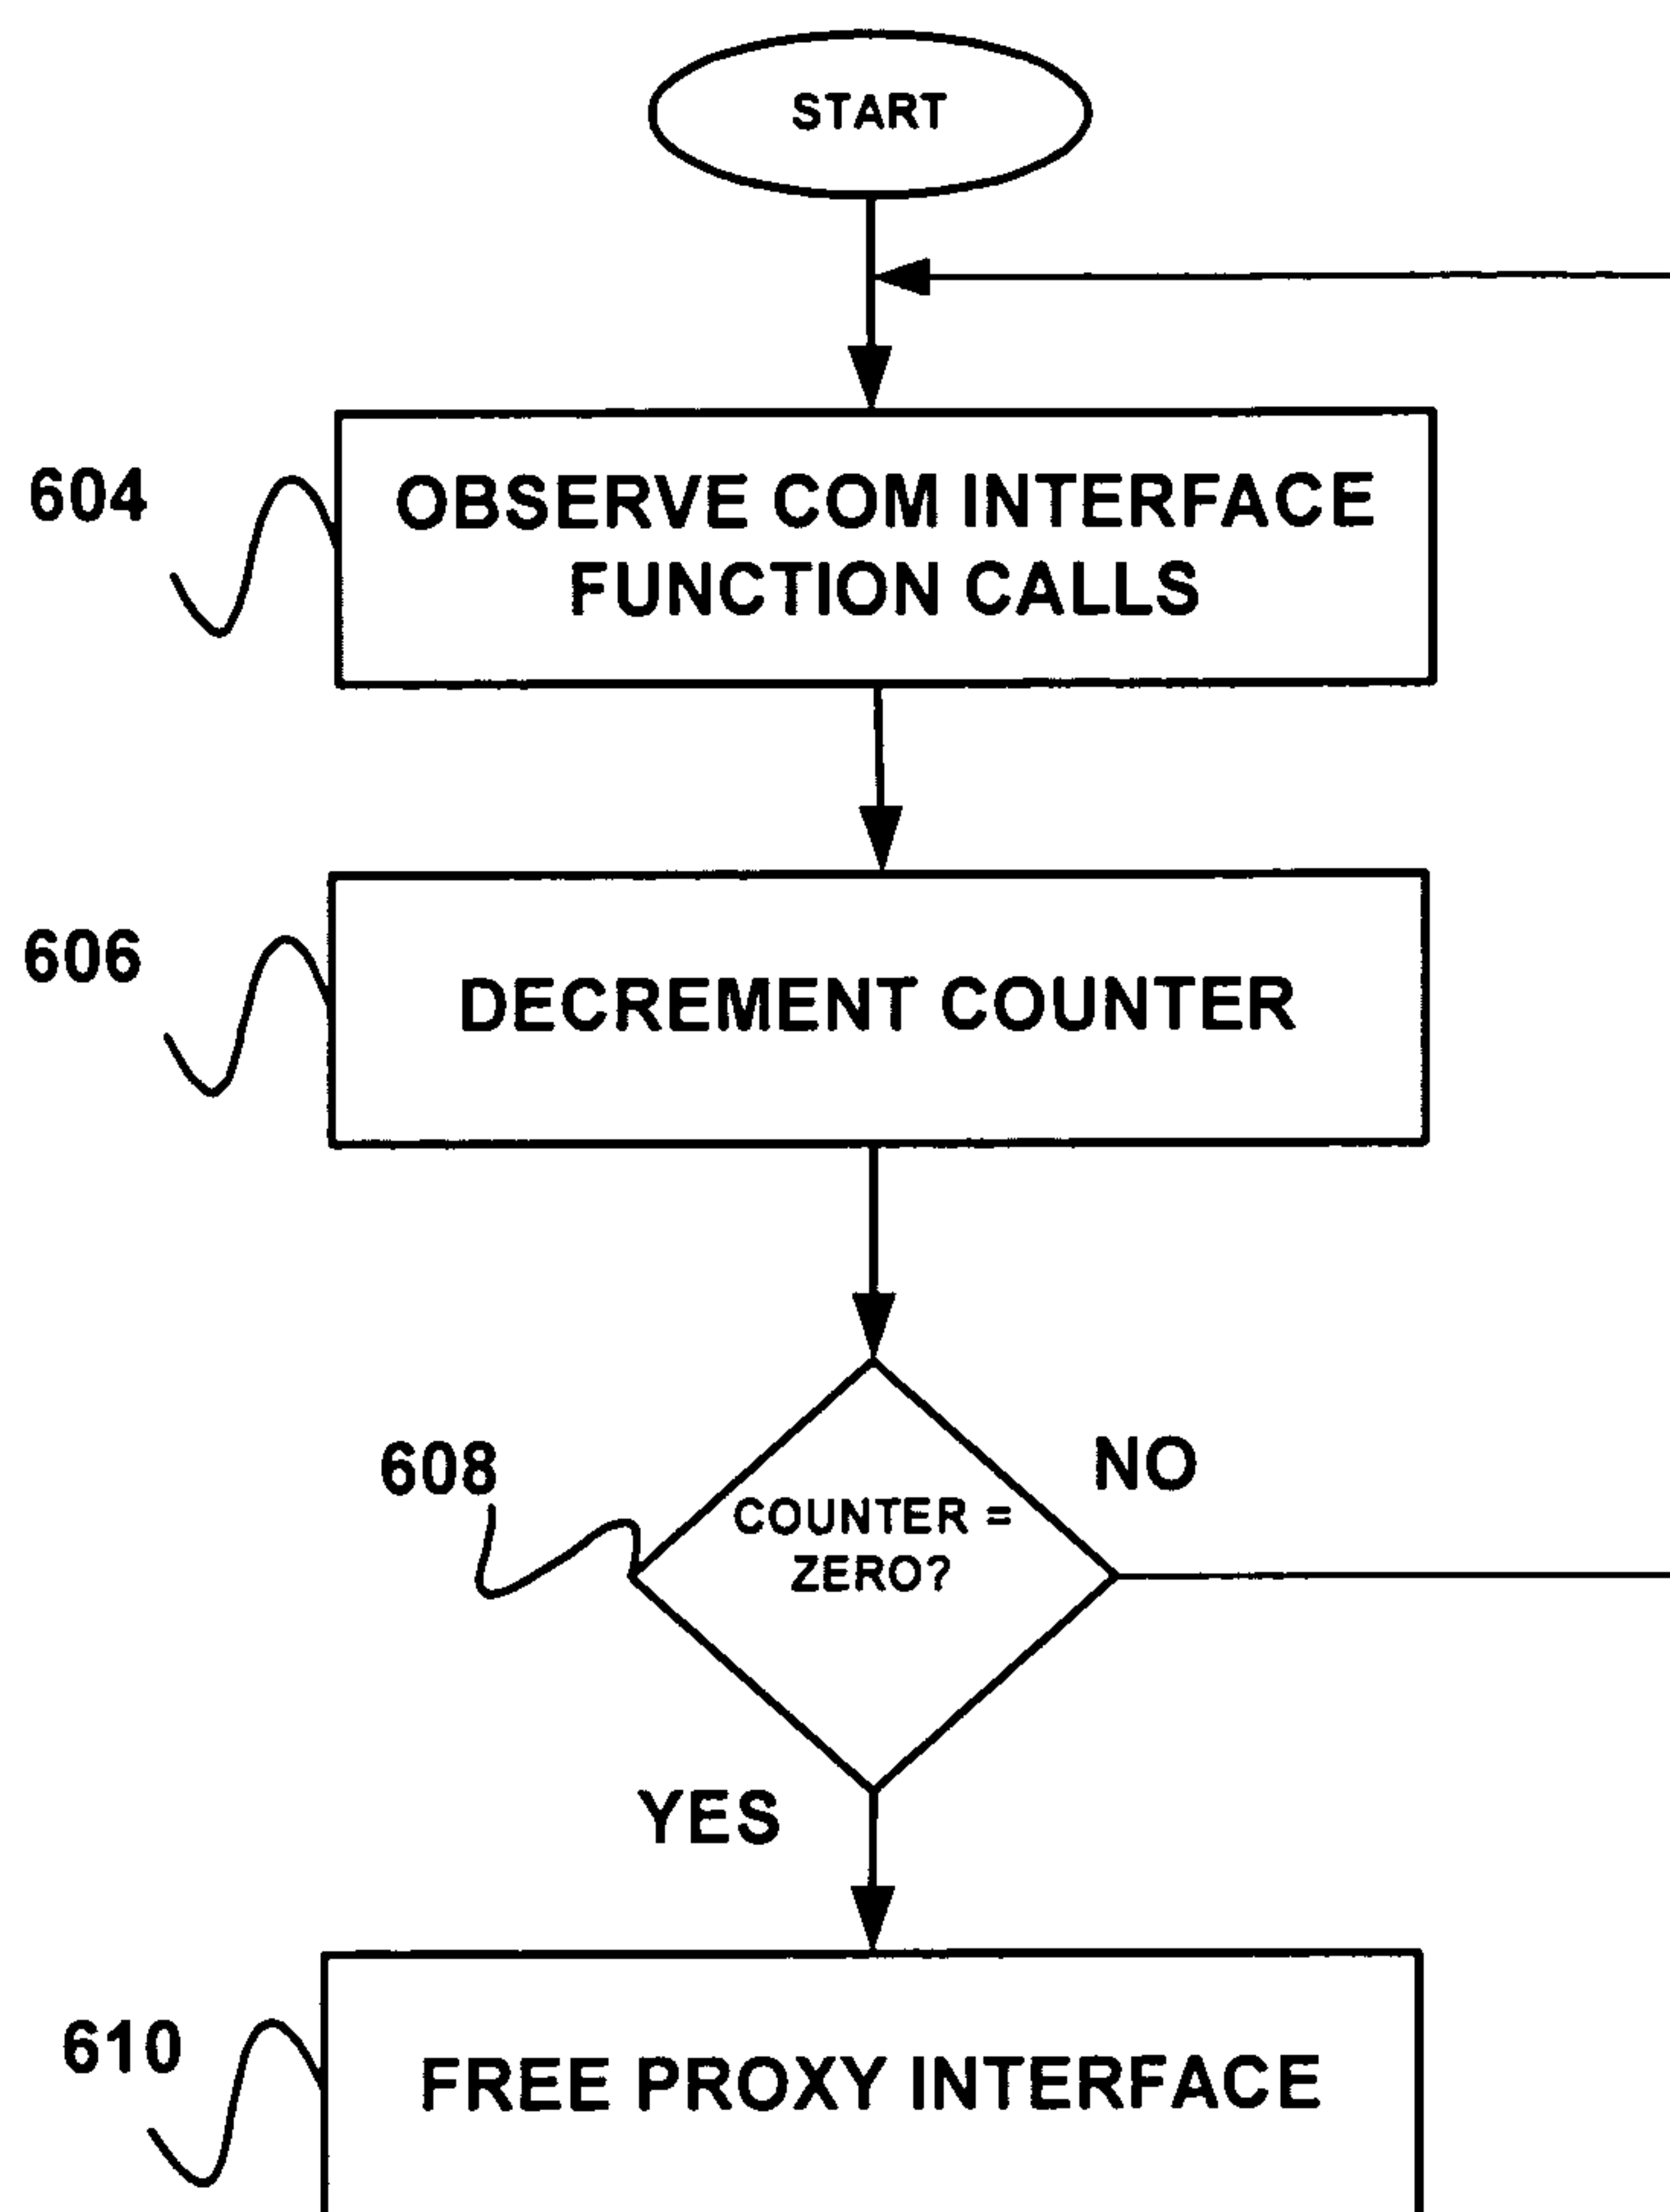 START
604
OBSERVE COM INTERFACE
FUNCTION CALLS
606
DECREMENT COUNTER
608
NO
COUNTER =
ZERO?
YES
610
FREE PROXY INTERFACE